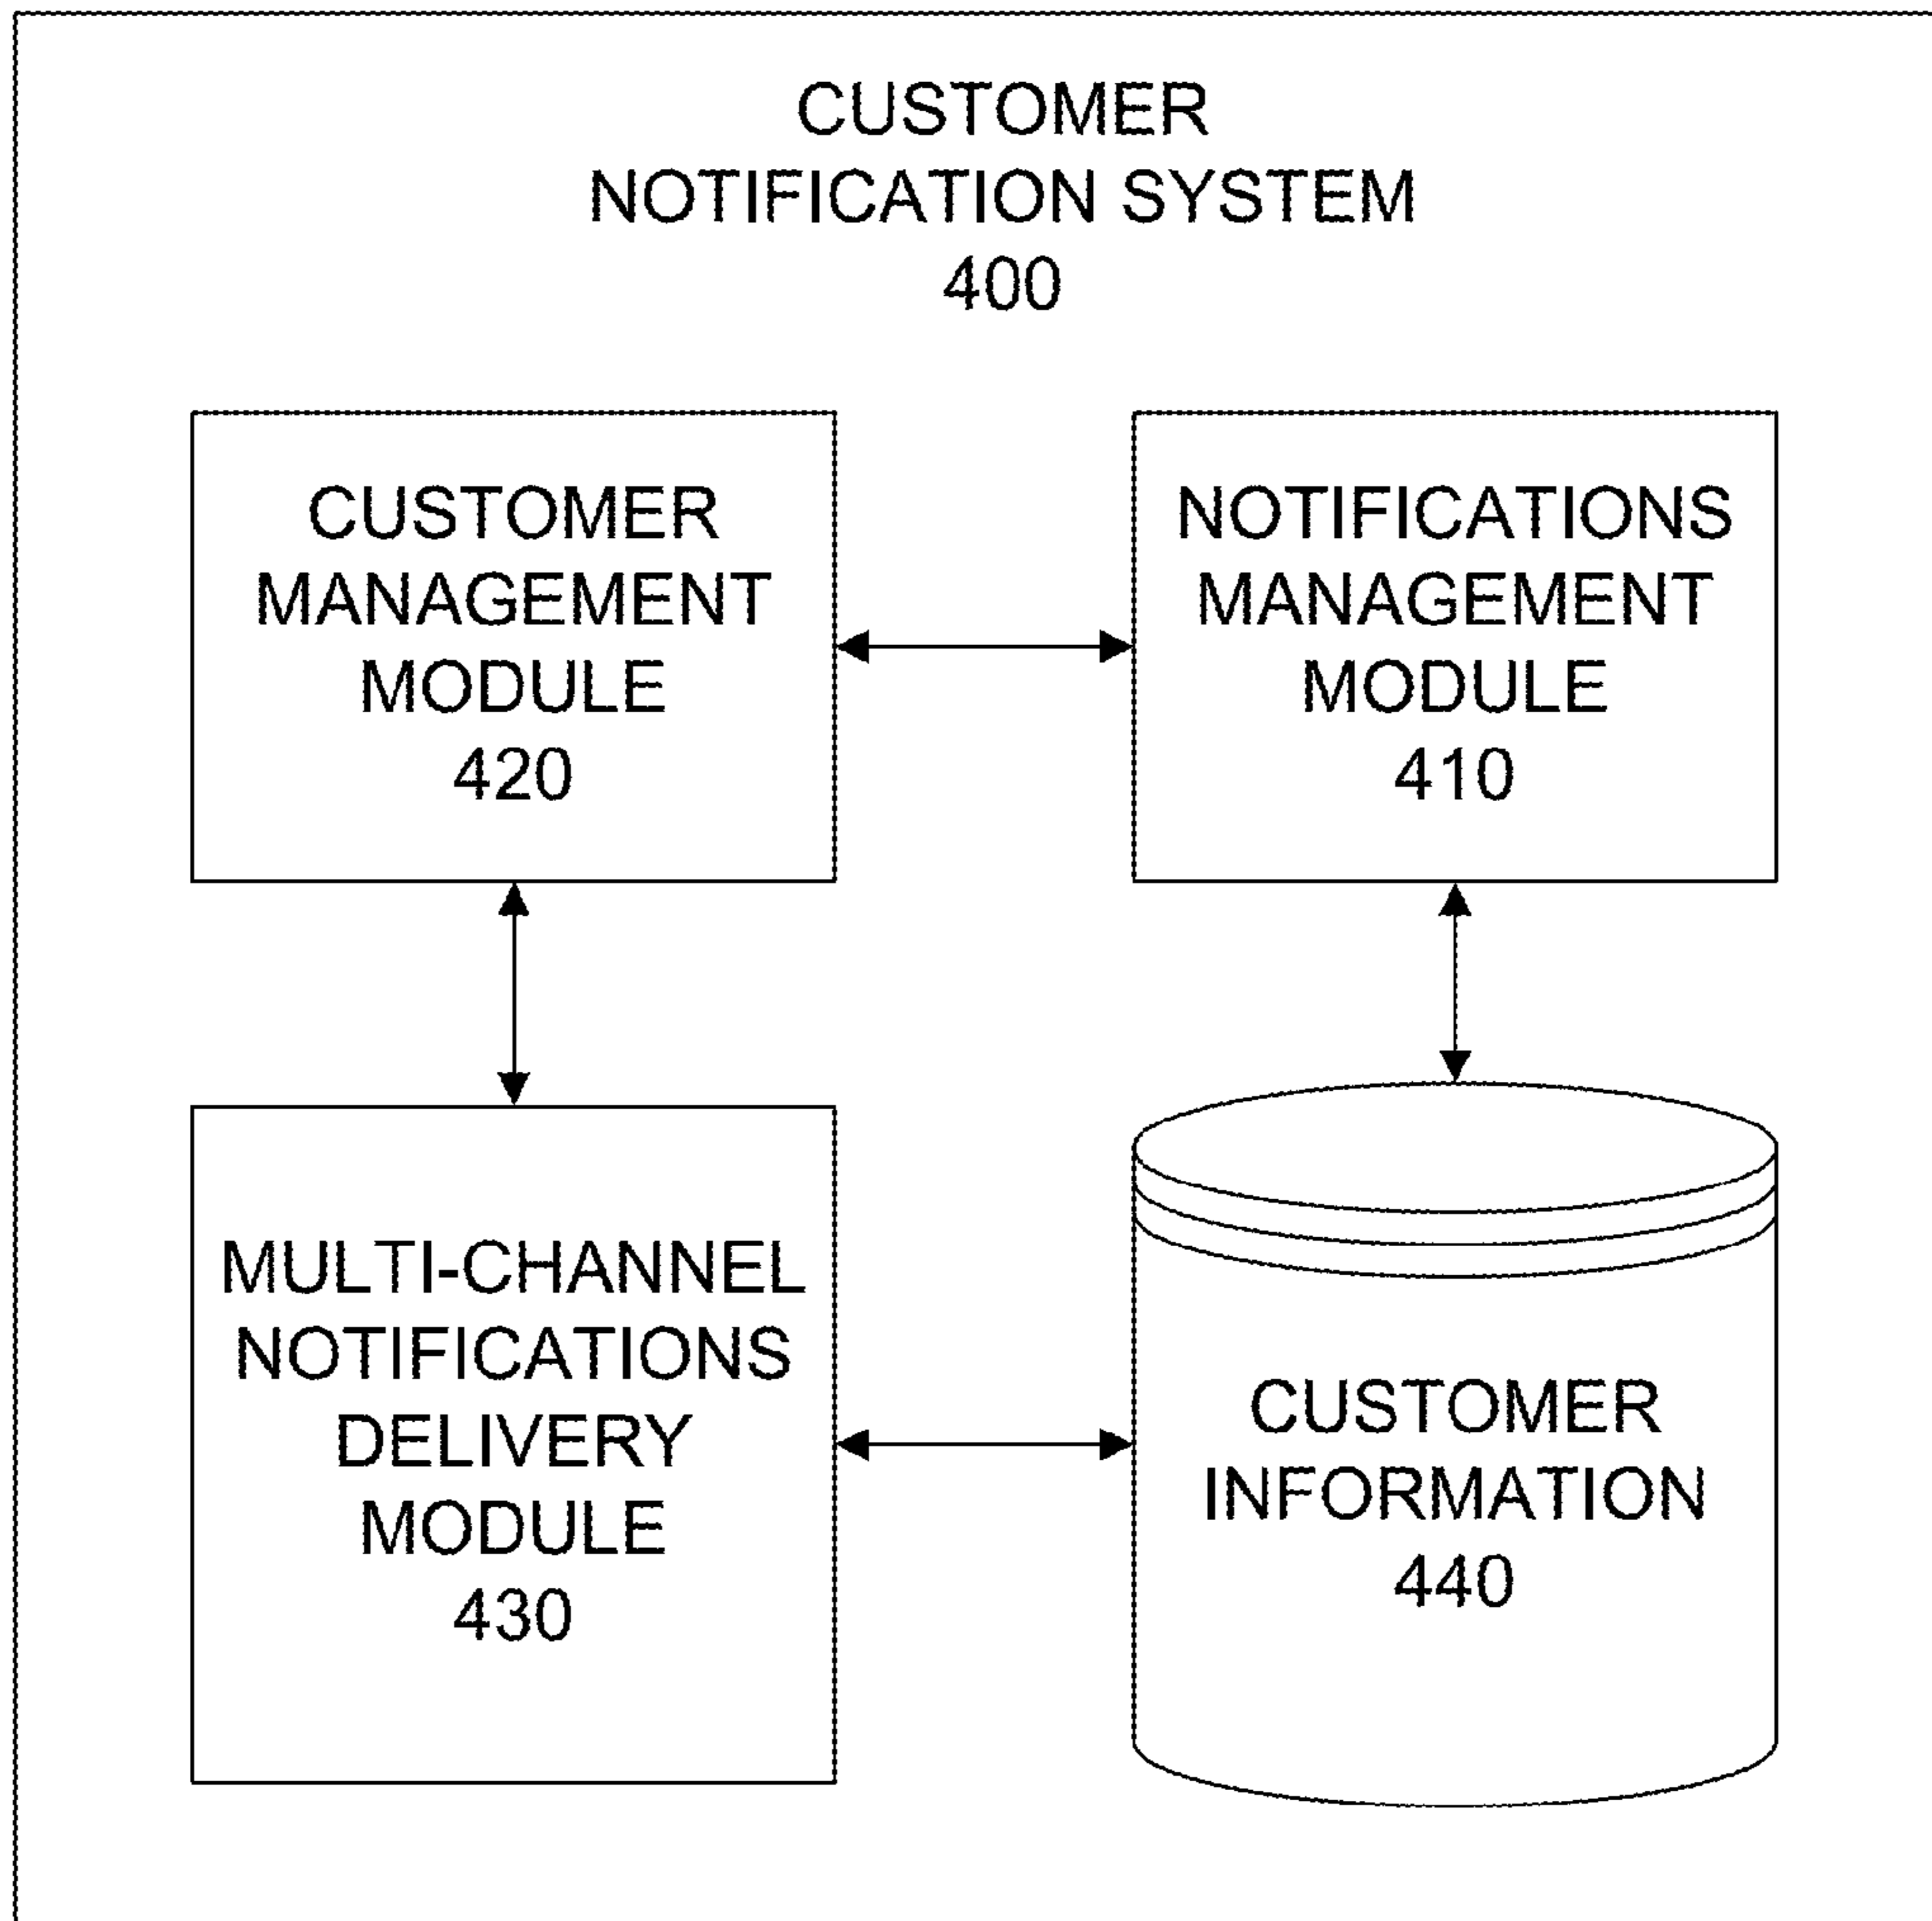 CUSTOMER
NOTIFICATION SYSTEM
400
CUSTOMER
MANAGEMENT
MODULE
420
NOTIFICATIONS
MANAGEMENT
MODULE
410
MULTI-CHANNEL
NOTIFICATIONS
DELIVERY
MODULE
430
CUSTOMER
INFORMATION
440